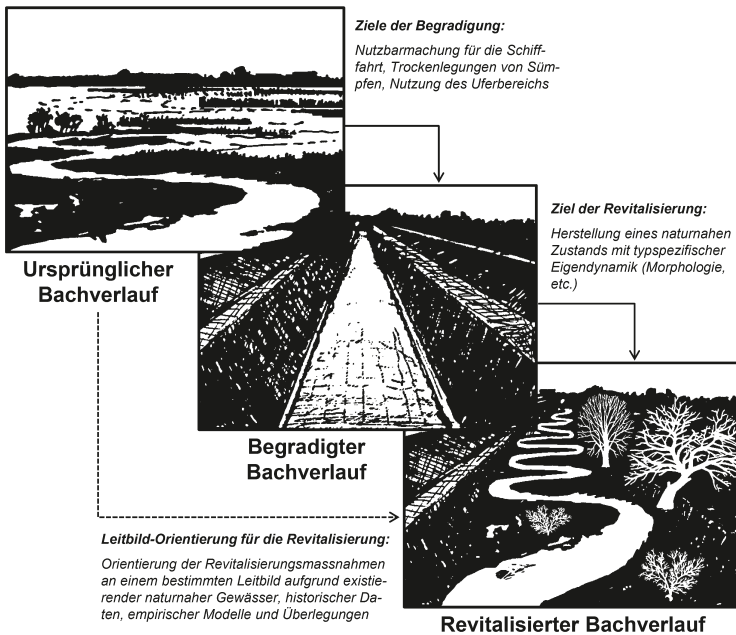 Ziele der Begradigung:
Nutzbarmachung für die Schiff-
fahrt, Trockenlegungen von Süm-
pfen, Nutzung des Uferbereichs
Ursprünglicher
Bachverlauf
Ziel der Revitalisierung:
Herstellung eines naturnahen
Zustands mit typspezifischer
Eigendynamik (Morphologie,
etc.)
Begradigter
Bachverlauf
Leitbild-Orientierung für die Revitalisierung:
Orientierung der Revitalisierungsmassnahmen
an einem bestimmten Leitbild aufgrund existie-
render naturnaher Gewässer, historischer Da-
ten, empirischer Modelle und Überlegungen
Revitalisierter Bachverlauf